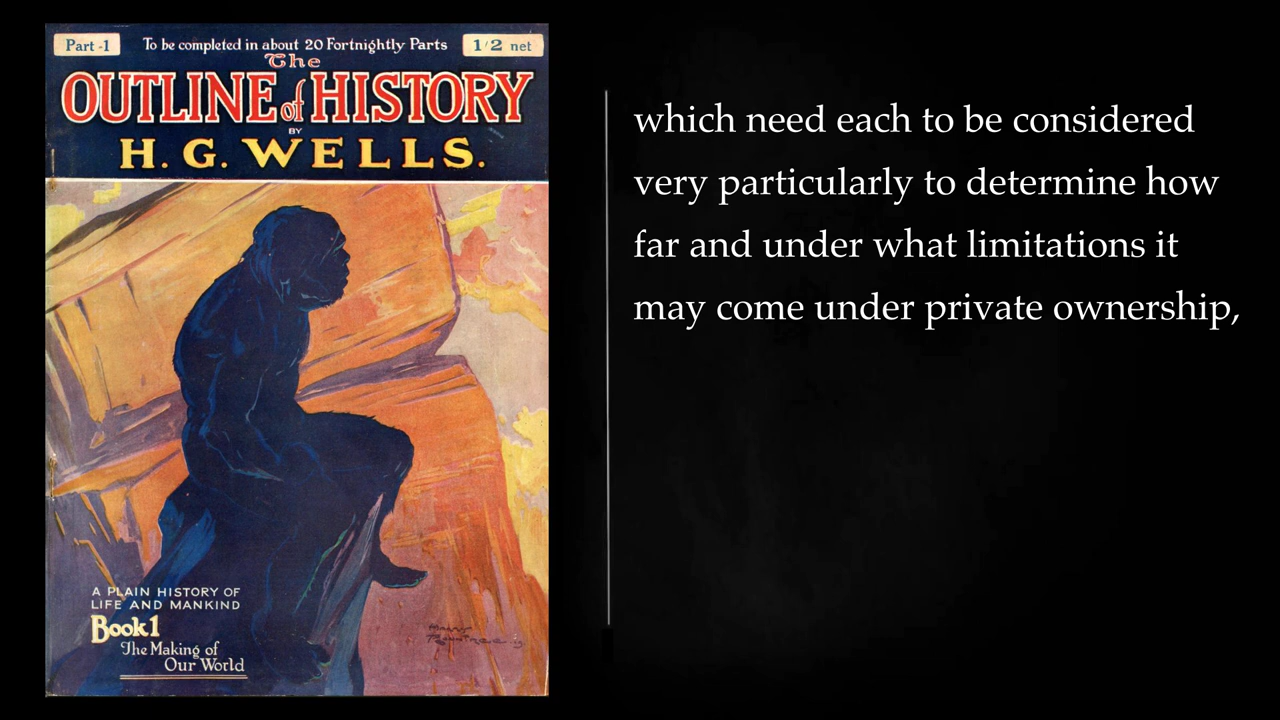 Part -1
To be completed in about 20 Fortnightly Parts
1/2 net
The
OUTLINE of HISTORY
BY
H. G. WELLS.
A PLAIN HISTORY OF
LIFE AND MANKIND
Book 1
The Making of
Our World
which need each to be considered
very particularly to determine how
far and under what limitations it
may come under private ownership,